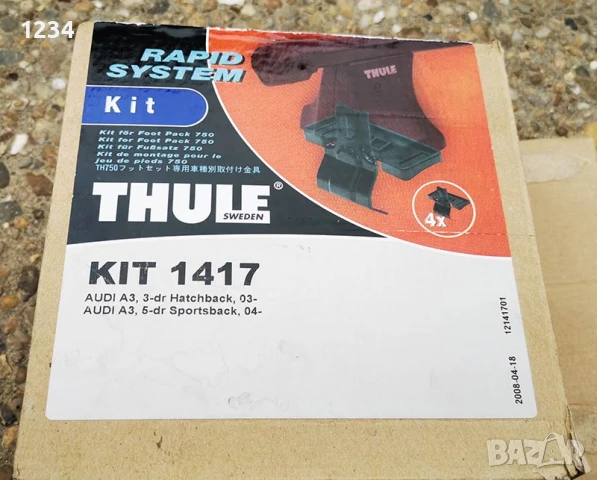 1234
RAPID
SYSTEM
Kit
Kit för Foot Pack 750
Kit for Foot Pack 750
Kit für Fußsatz 750
Kit de montage pour le
jeu de pieds 750
TH750フットセット専用車種別取付け金具
THULE
THULE®
SWEDEN
4x
KIT 1417
AUDI A3, 3-dr Hatchback, 03-
AUDI A3, 5-dr Sportsback, 04-
12141701
2008-04-18
BAZAR